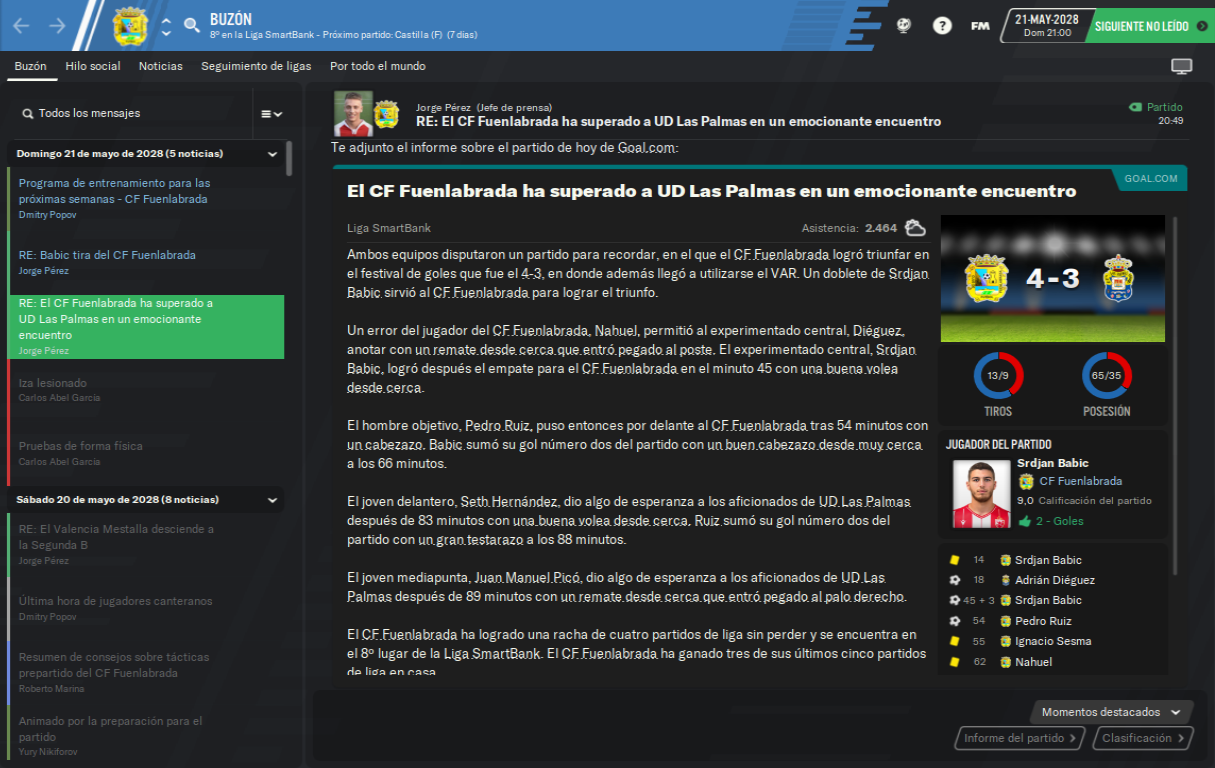 BUZÓN
8º en la Liga SmartBank - Próximo partido: Castilla (F) (7 días)
FM
21-MAY-2028
Dom 21:00
SIGUIENTE NO LEÍDO
Buzón Hilo social Noticias Seguimiento de ligas Por todo el mundo
Todos los mensajes
Domingo 21 de mayo de 2028 (5 noticias)
Programa de entrenamiento para las
próximas semanas - CF Fuenlabrada
Dmitry Popov
RE: Babic tira del CF Fuenlabrada
Jorge Pérez
RE: El CF Fuenlabrada ha superado a
UD Las Palmas en un emocionante
encuentro
Jorge Pérez
Iza lesionado
Carlos Abel García
Pruebas de forma física
Carlos Abel García
Sábado 20 de mayo de 2028 (8 noticias)
RE: El Valencia Mestalla desciende a
la Segunda B
Jorge Pérez
Última hora de jugadores canteranos
Dmitry Popov
Resumen de consejos sobre tácticas
prepartido del CF Fuenlabrada
Roberto Marina
Animado por la preparación para el
partido
Yury Nikiforov
Jorge Pérez (Jefe de prensa)
RE: El CF Fuenlabrada ha superado a UD Las Palmas en un emocionante encuentro
Partido
20:49
Te adjunto el informe sobre el partido de hoy de Goal.com:
GOAL.COM
El CF Fuenlabrada ha superado a UD Las Palmas en un emocionante encuentro
Liga SmartBank
Asistencia: 2.464
Ambos equipos disputaron un partido para recordar, en el que el CF Fuenlabrada logró triunfar en
el festival de goles que fue el 4-3, en donde además llegó a utilizarse el VAR. Un doblete de Srdjan
Babic sirvió al CF Fuenlabrada para lograr el triunfo.
Un error del jugador del CF Fuenlabrada, Nahuel, permitió al experimentado central, Diéguez,
anotar con un remate desde cerca que entró pegado al poste. El experimentado central, Srdjan
Babic, logró después el empate para el CF Fuenlabrada en el minuto 45 con una buena volea
desde cerca.
El hombre objetivo, Pedro Ruiz, puso entonces por delante al CF Fuenlabrada tras 54 minutos con
un cabezazo. Babic sumó su gol número dos del partido con un buen cabezazo desde muy cerca
a los 66 minutos.
El joven delantero, Seth Hernández, dio algo de esperanza a los aficionados de UD Las Palmas
después de 83 minutos con una buena volea desde cerca. Ruiz sumó su gol número dos del
partido con un gran testarazo a los 88 minutos.
El joven mediapunta, Juan Manuel Picó, dio algo de esperanza a los aficionados de UD Las
Palmas después de 89 minutos con un remate desde cerca que entró pegado al palo derecho.
El CF Fuenlabrada ha logrado una racha de cuatro partidos de liga sin perder y se encuentra en
el 8º lugar de la Liga SmartBank. El CF Fuenlabrada ha ganado tres de sus últimos cinco partidos
de liga en casa.
4-3
13/9
65/35
TIROS
POSESIÓN
JUGADOR DEL PARTIDO
Srdjan Babic
CF Fuenlabrada
9,0 Calificación del partido
2 - Goles
14 Srdjan Babic
18 Adrián Diéguez
45 + 3 Srdjan Babic
54 Pedro Ruiz
55 Ignacio Sesma
62 Nahuel
Momentos destacados
Informe del partido
Clasificación